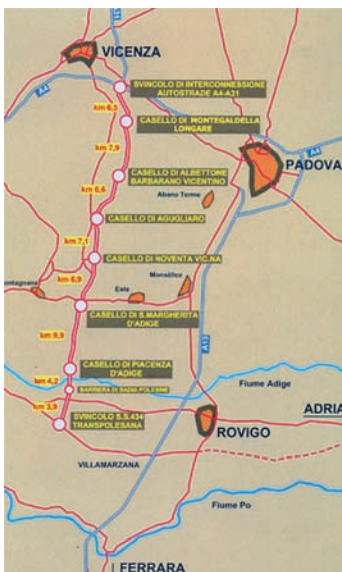 VICENZA
A31
A4
SVINCOLO DI INTERCONNESSIONE
AUTOSTRADE A4-A31
km 6,5
CASELLO DI MONTEGALDELLA
LONGARE
A4
km 7,9
PADOVA
CASELLO DI ALBETTONE
BARBARANO VICENTINO
km 6,6
Abano Terme
CASELLO DI AGUGLIARO
km 7,1
CASELLO DI NOVENTA VIC.NA
km 6,9
Monselice
ontagnana
Este
CASELLO DI S.MARGHERITA
D'ADIGE
km 9,9
A13
CASELLO DI PIACENZA
D'ADIGE
km 4,2
BARRIERA DI BADIA POLESINE
Fiume Adige
km 3,9
SVINCOLO S.S.434
TRANSPOLESANA
ADRIA
ROVIGO
VILLAMARZANA
Fiume Po
FERRARA